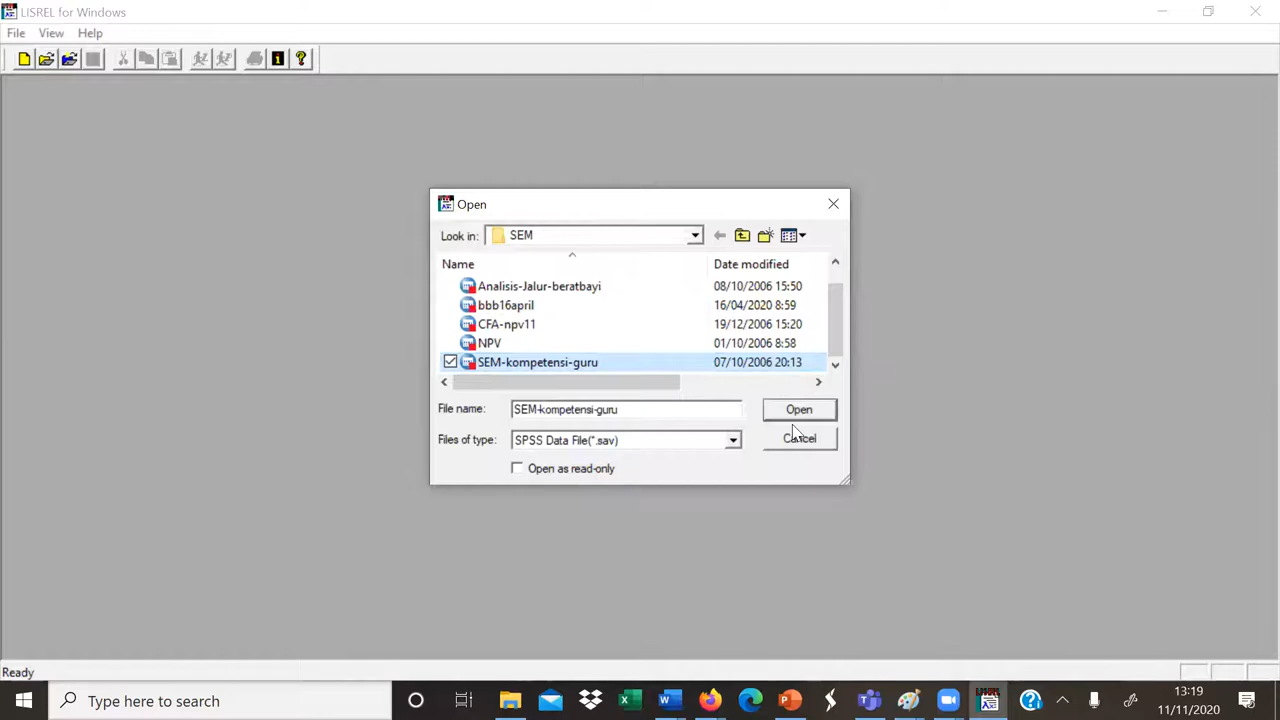 LISREL for Windows
File View Help
Open
Look in: SEM
Name Date modified
Analisis-Jalur-beratbayi 08/10/2006 15:50
bbb16april 16/04/2020 8:59
CFA-npv11 19/12/2006 15:20
NPV 01/10/2006 8:58
SEM-kompetensi-guru 07/10/2006 20:13
File name: SEM-kompetensi-guru Open
Files of type: SPSS Data File(*.sav) Cancel
Open as read-only
Ready
Type here to search
13:19
11/11/2020